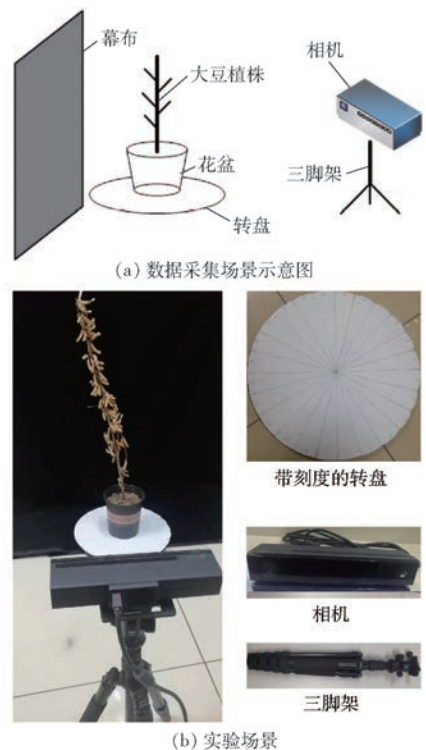 幕布
相机
大豆植株
花盆
三脚架
转盘
(a) 数据采集场景示意图
带刻度的转盘
相机
三脚架
(b) 实验场景